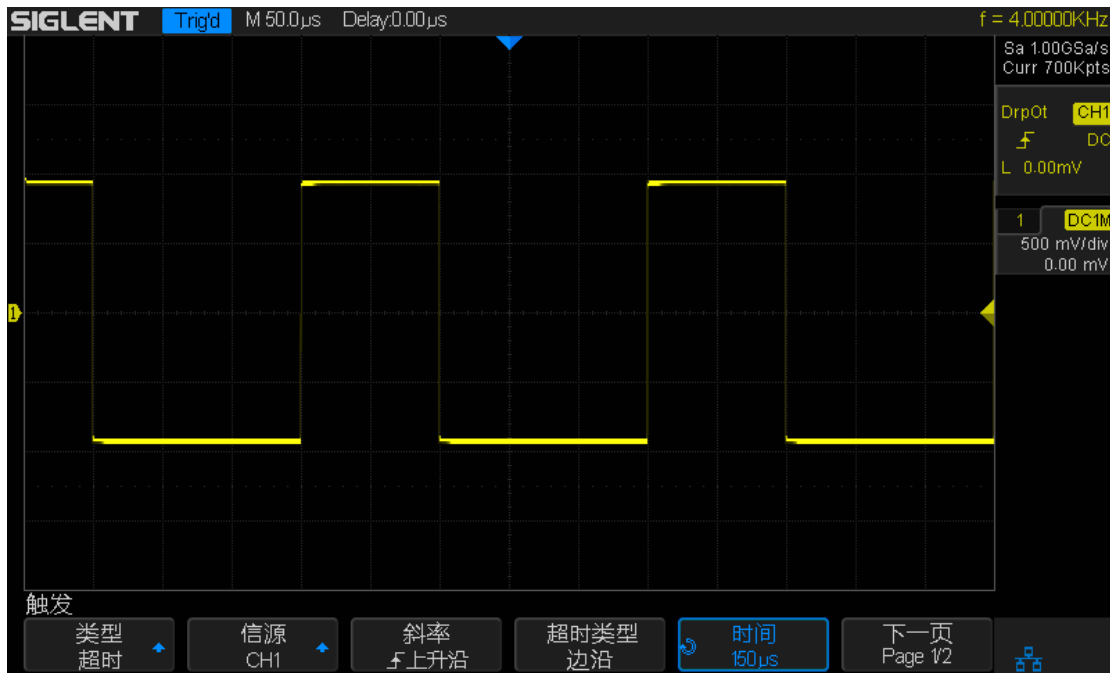 SIGLENT Trig'd M 50.0µs Delay:0.00µs f = 4.00000KHz
Sa 1.00GSa/s
Curr 700Kpts
DrpOt CH1
DC
L 0.00mV
1 DC1M
500 mV/div
0.00 mV
1
触发
类型 信源 斜率 超时类型 时间 下一页
超时 CH1 上升沿 边沿 150µs Page 1/2